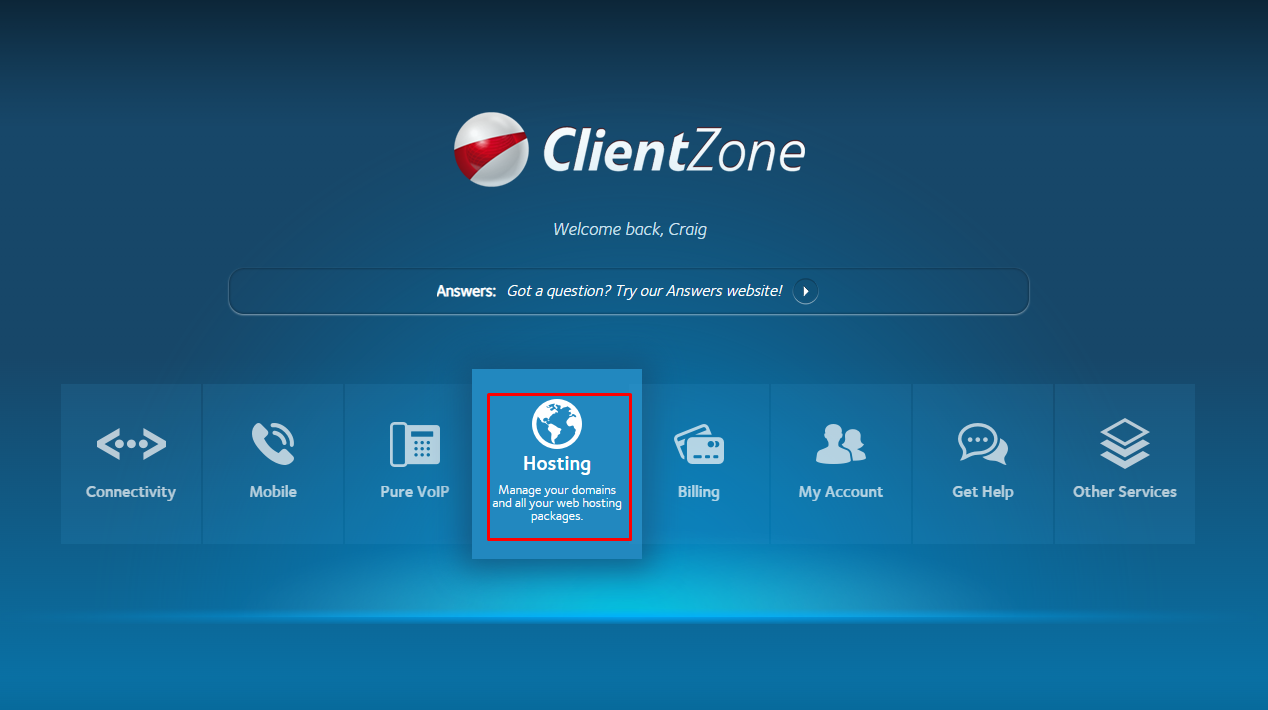 ClientZone
Welcome back, Craig
Answers: Got a question? Try our Answers website!
Connectivity
Mobile
Pure VoIP
Hosting
Manage your domains
and all your web hosting
packages.
Billing
My Account
Get Help
Other Services